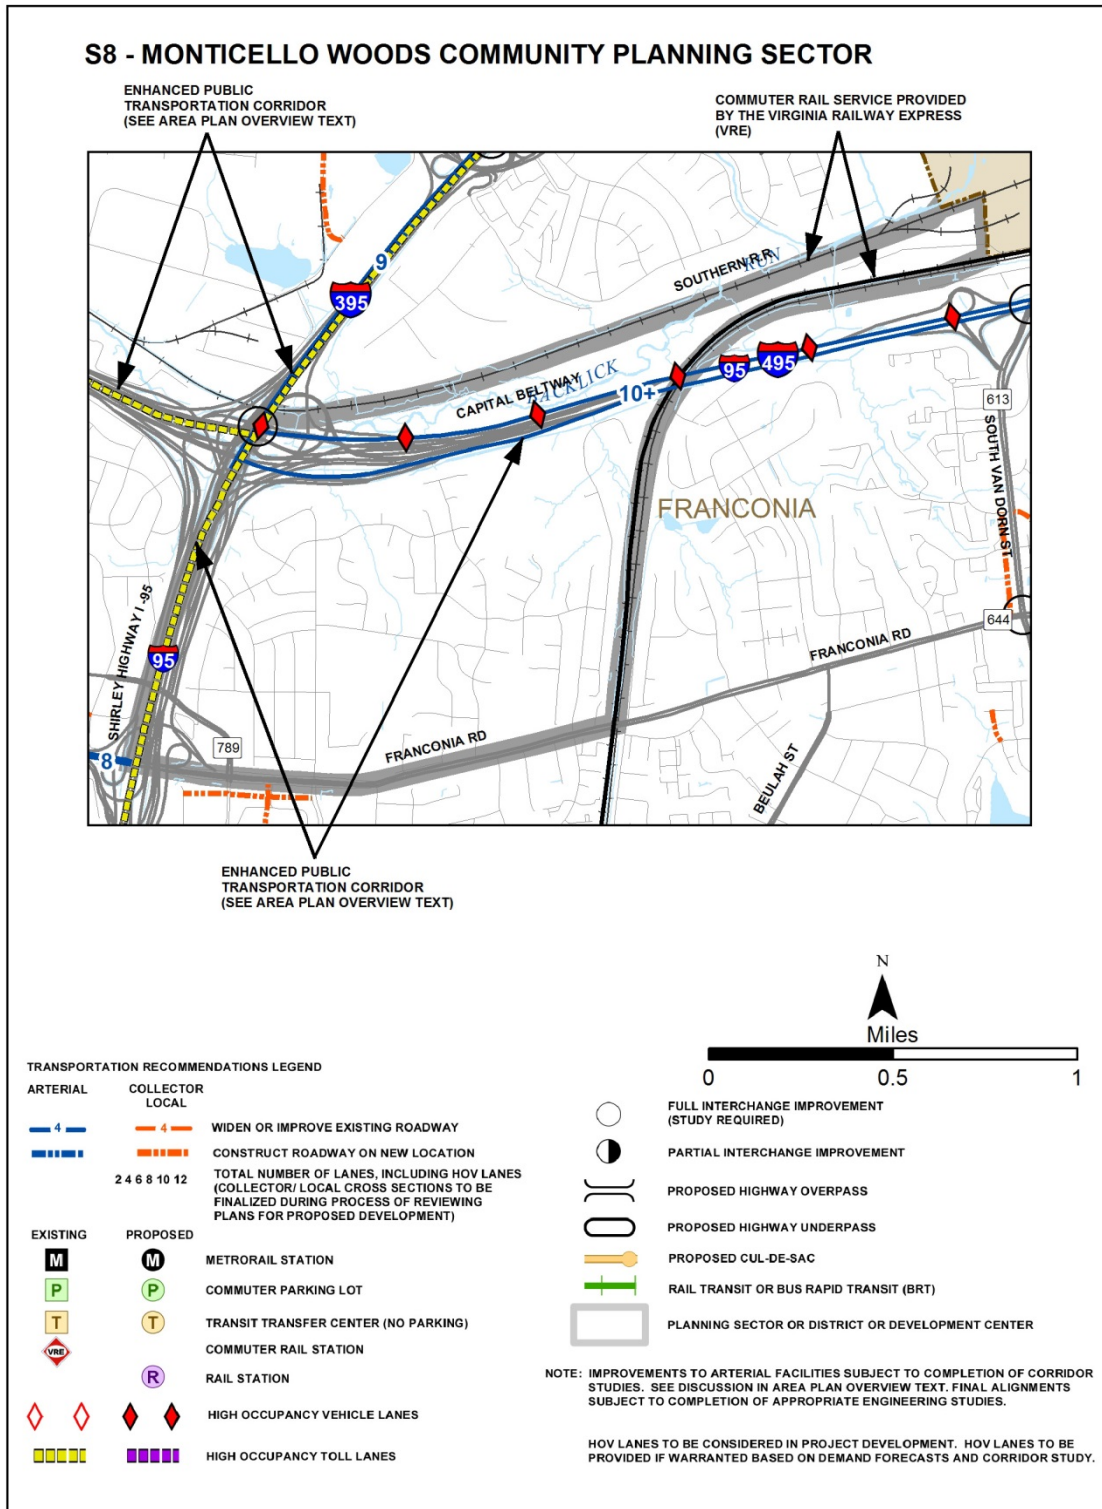 S8 - MONTICELLO WOODS COMMUNITY PLANNING SECTOR
ENHANCED PUBLIC
TRANSPORTATION CORRIDOR
(SEE AREA PLAN OVERVIEW TEXT)
COMMUTER RAIL SERVICE PROVIDED
BY THE VIRGINIA RAILWAY EXPRESS
(VRE)
9
395
SOUTHERN R.R.
RUN
CAPITAL BELTWAY
BACKLICK
10+
95
495
613
SOUTH VAN DORN ST
FRANCONIA
644
FRANCONIA RD
SHIRLEY HIGHWAY I -95
95
8
789
FRANCONIA RD
BEULAH ST
ENHANCED PUBLIC
TRANSPORTATION CORRIDOR
(SEE AREA PLAN OVERVIEW TEXT)
N
Miles
0 0.5 1
TRANSPORTATION RECOMMENDATIONS LEGEND
ARTERIAL COLLECTOR
LOCAL
4 4 WIDEN OR IMPROVE EXISTING ROADWAY
CONSTRUCT ROADWAY ON NEW LOCATION
2 4 6 8 10 12 TOTAL NUMBER OF LANES, INCLUDING HOV LANES
(COLLECTOR/ LOCAL CROSS SECTIONS TO BE
FINALIZED DURING PROCESS OF REVIEWING
PLANS FOR PROPOSED DEVELOPMENT)
EXISTING PROPOSED
M M METRORAIL STATION
P P COMMUTER PARKING LOT
T T TRANSIT TRANSFER CENTER (NO PARKING)
VRE COMMUTER RAIL STATION
R RAIL STATION
HIGH OCCUPANCY VEHICLE LANES
HIGH OCCUPANCY TOLL LANES
FULL INTERCHANGE IMPROVEMENT
(STUDY REQUIRED)
PARTIAL INTERCHANGE IMPROVEMENT
PROPOSED HIGHWAY OVERPASS
PROPOSED HIGHWAY UNDERPASS
PROPOSED CUL-DE-SAC
RAIL TRANSIT OR BUS RAPID TRANSIT (BRT)
PLANNING SECTOR OR DISTRICT OR DEVELOPMENT CENTER
NOTE: IMPROVEMENTS TO ARTERIAL FACILITIES SUBJECT TO COMPLETION OF CORRIDOR
STUDIES. SEE DISCUSSION IN AREA PLAN OVERVIEW TEXT. FINAL ALIGNMENTS
SUBJECT TO COMPLETION OF APPROPRIATE ENGINEERING STUDIES.
HOV LANES TO BE CONSIDERED IN PROJECT DEVELOPMENT. HOV LANES TO BE
PROVIDED IF WARRANTED BASED ON DEMAND FORECASTS AND CORRIDOR STUDY.